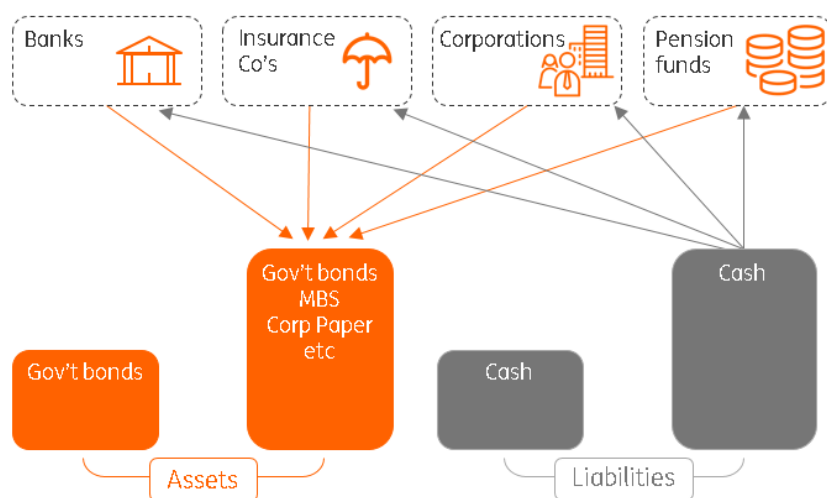 Banks
Insurance
Co's
Corporations
Pension
funds
Gov't bonds
MBS
Corp Paper
etc
Cash
Gov't bonds
Cash
Assets
Liabilities